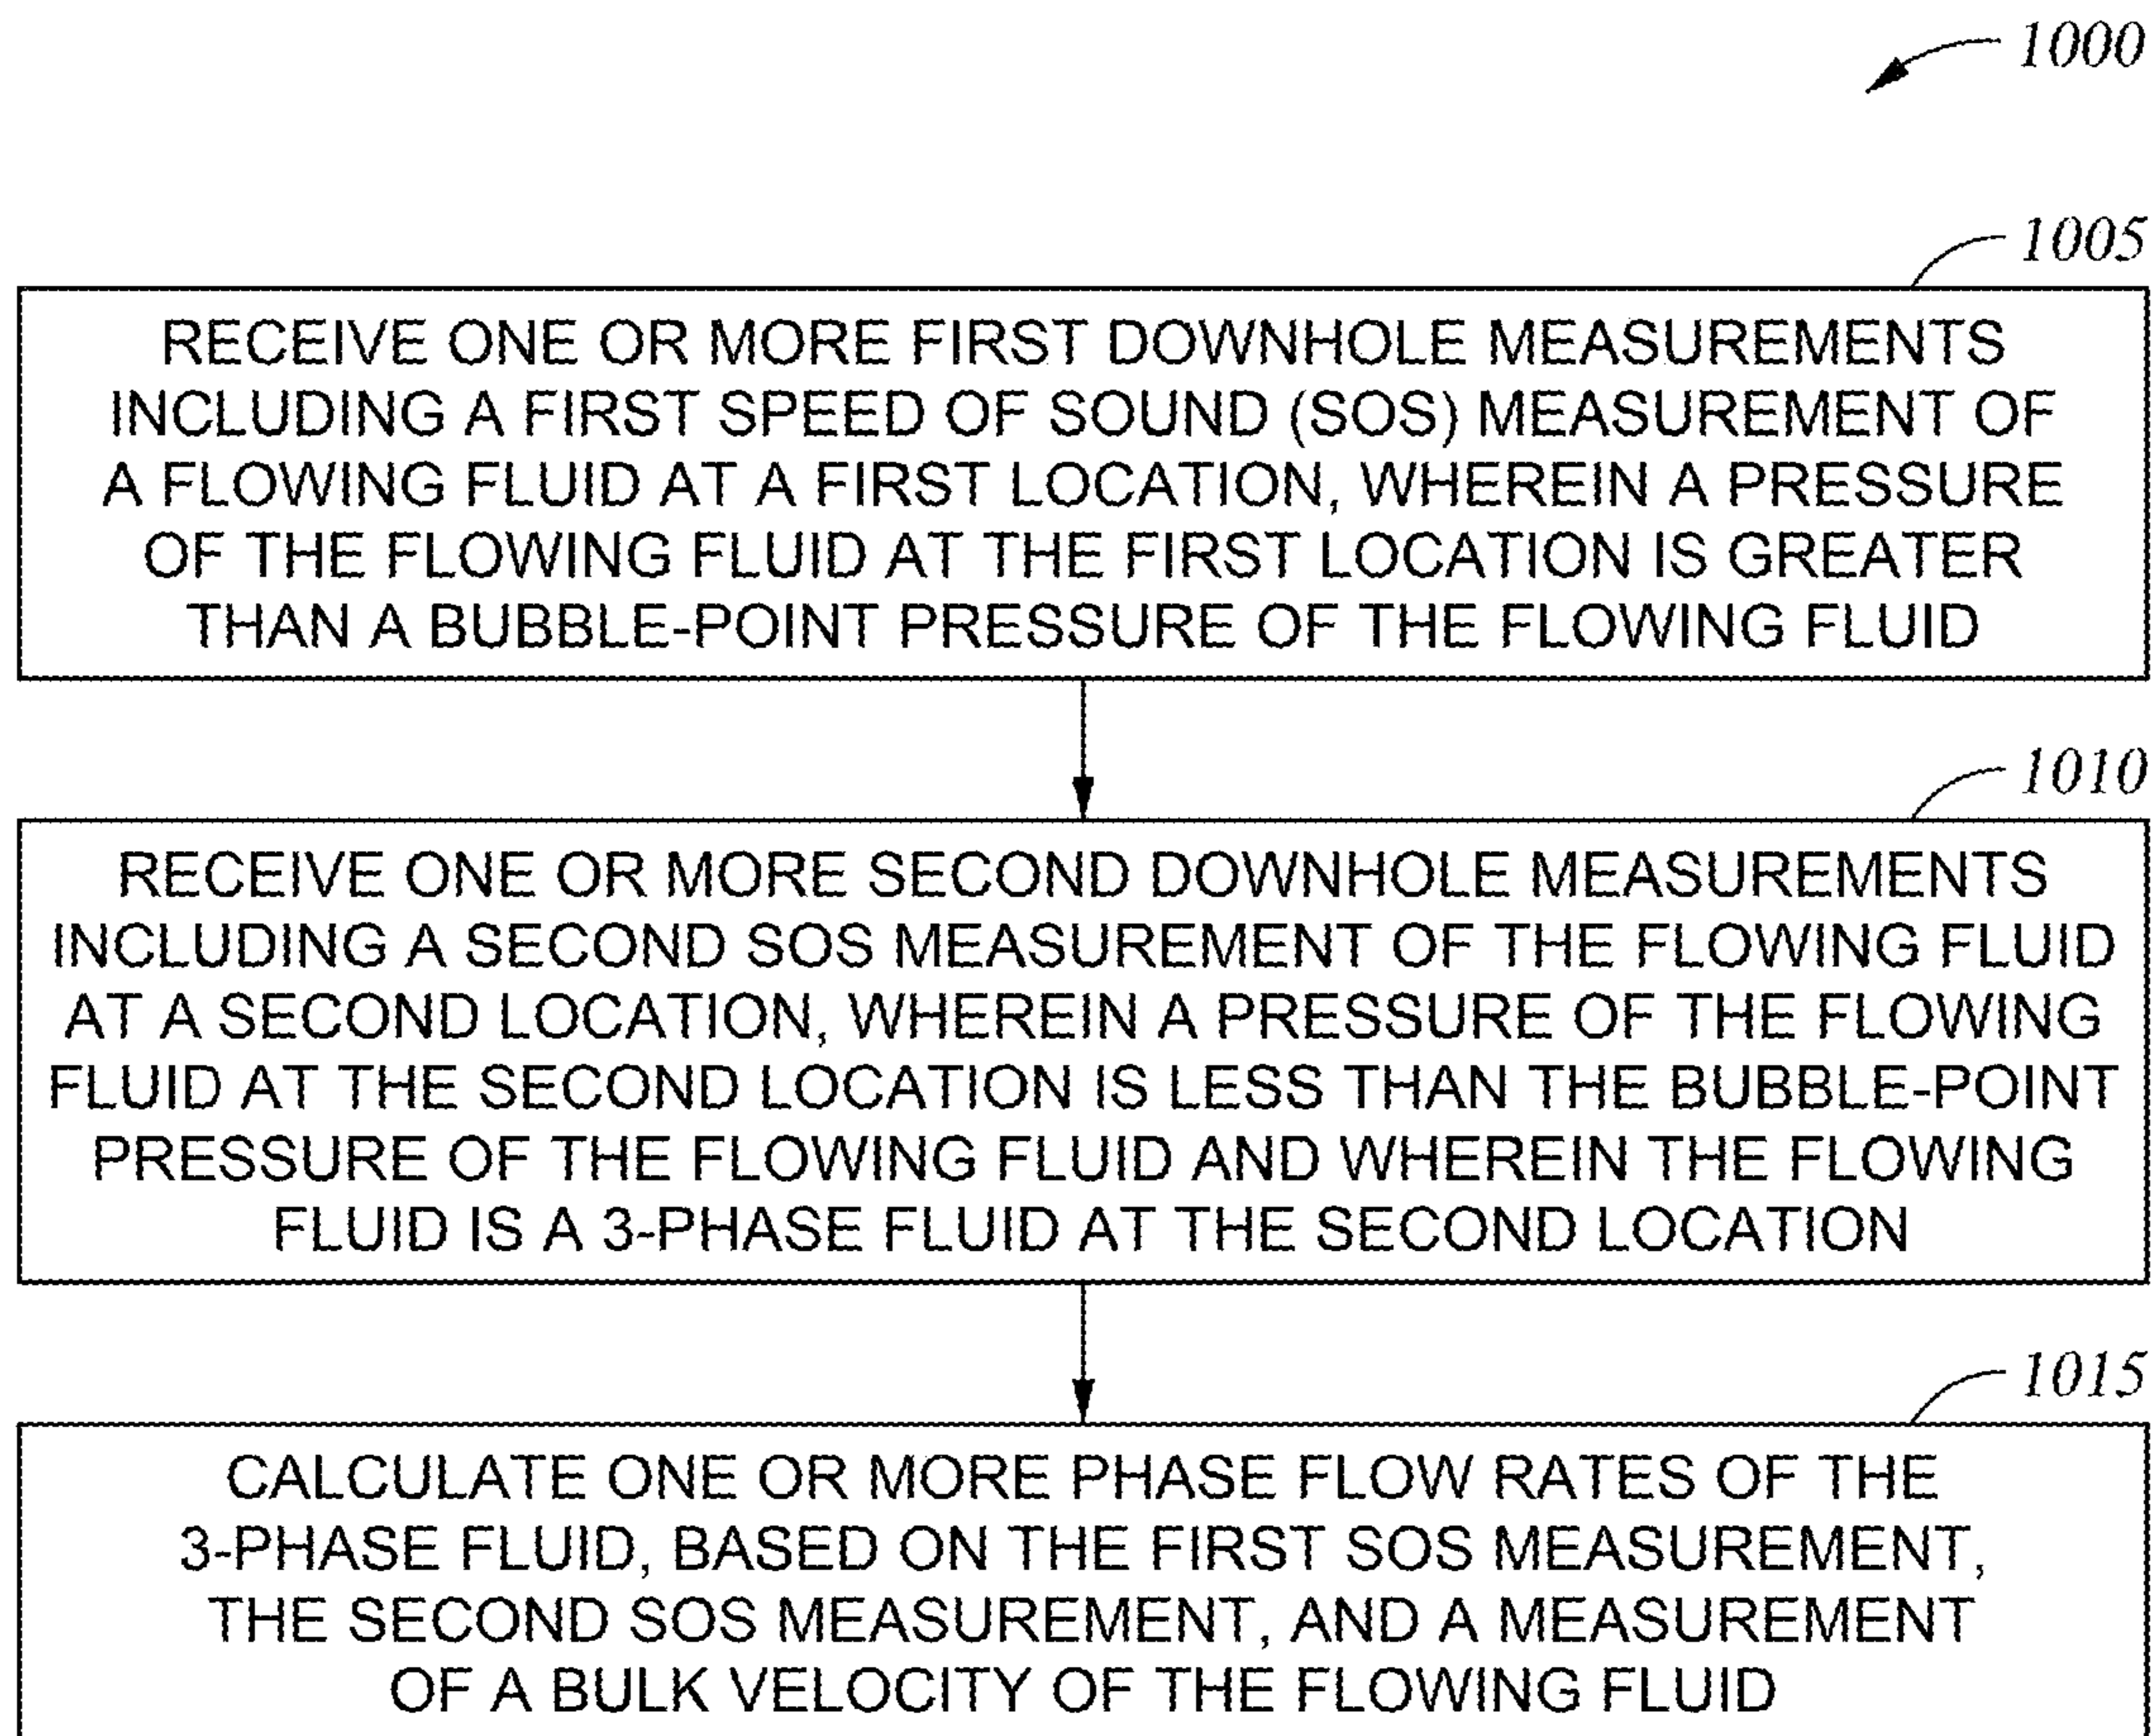 1000
1005
RECEIVE ONE OR MORE FIRST DOWNHOLE MEASUREMENTS
INCLUDING A FIRST SPEED OF SOUND (SOS) MEASUREMENT OF
A FLOWING FLUID AT A FIRST LOCATION, WHEREIN A PRESSURE
OF THE FLOWING FLUID AT THE FIRST LOCATION IS GREATER
THAN A BUBBLE-POINT PRESSURE OF THE FLOWING FLUID
1010
RECEIVE ONE OR MORE SECOND DOWNHOLE MEASUREMENTS
INCLUDING A SECOND SOS MEASUREMENT OF THE FLOWING FLUID
AT A SECOND LOCATION, WHEREIN A PRESSURE OF THE FLOWING
FLUID AT THE SECOND LOCATION IS LESS THAN THE BUBBLE-POINT
PRESSURE OF THE FLOWING FLUID AND WHEREIN THE FLOWING
FLUID IS A 3-PHASE FLUID AT THE SECOND LOCATION
1015
CALCULATE ONE OR MORE PHASE FLOW RATES OF THE
3-PHASE FLUID, BASED ON THE FIRST SOS MEASUREMENT,
THE SECOND SOS MEASUREMENT, AND A MEASUREMENT
OF A BULK VELOCITY OF THE FLOWING FLUID